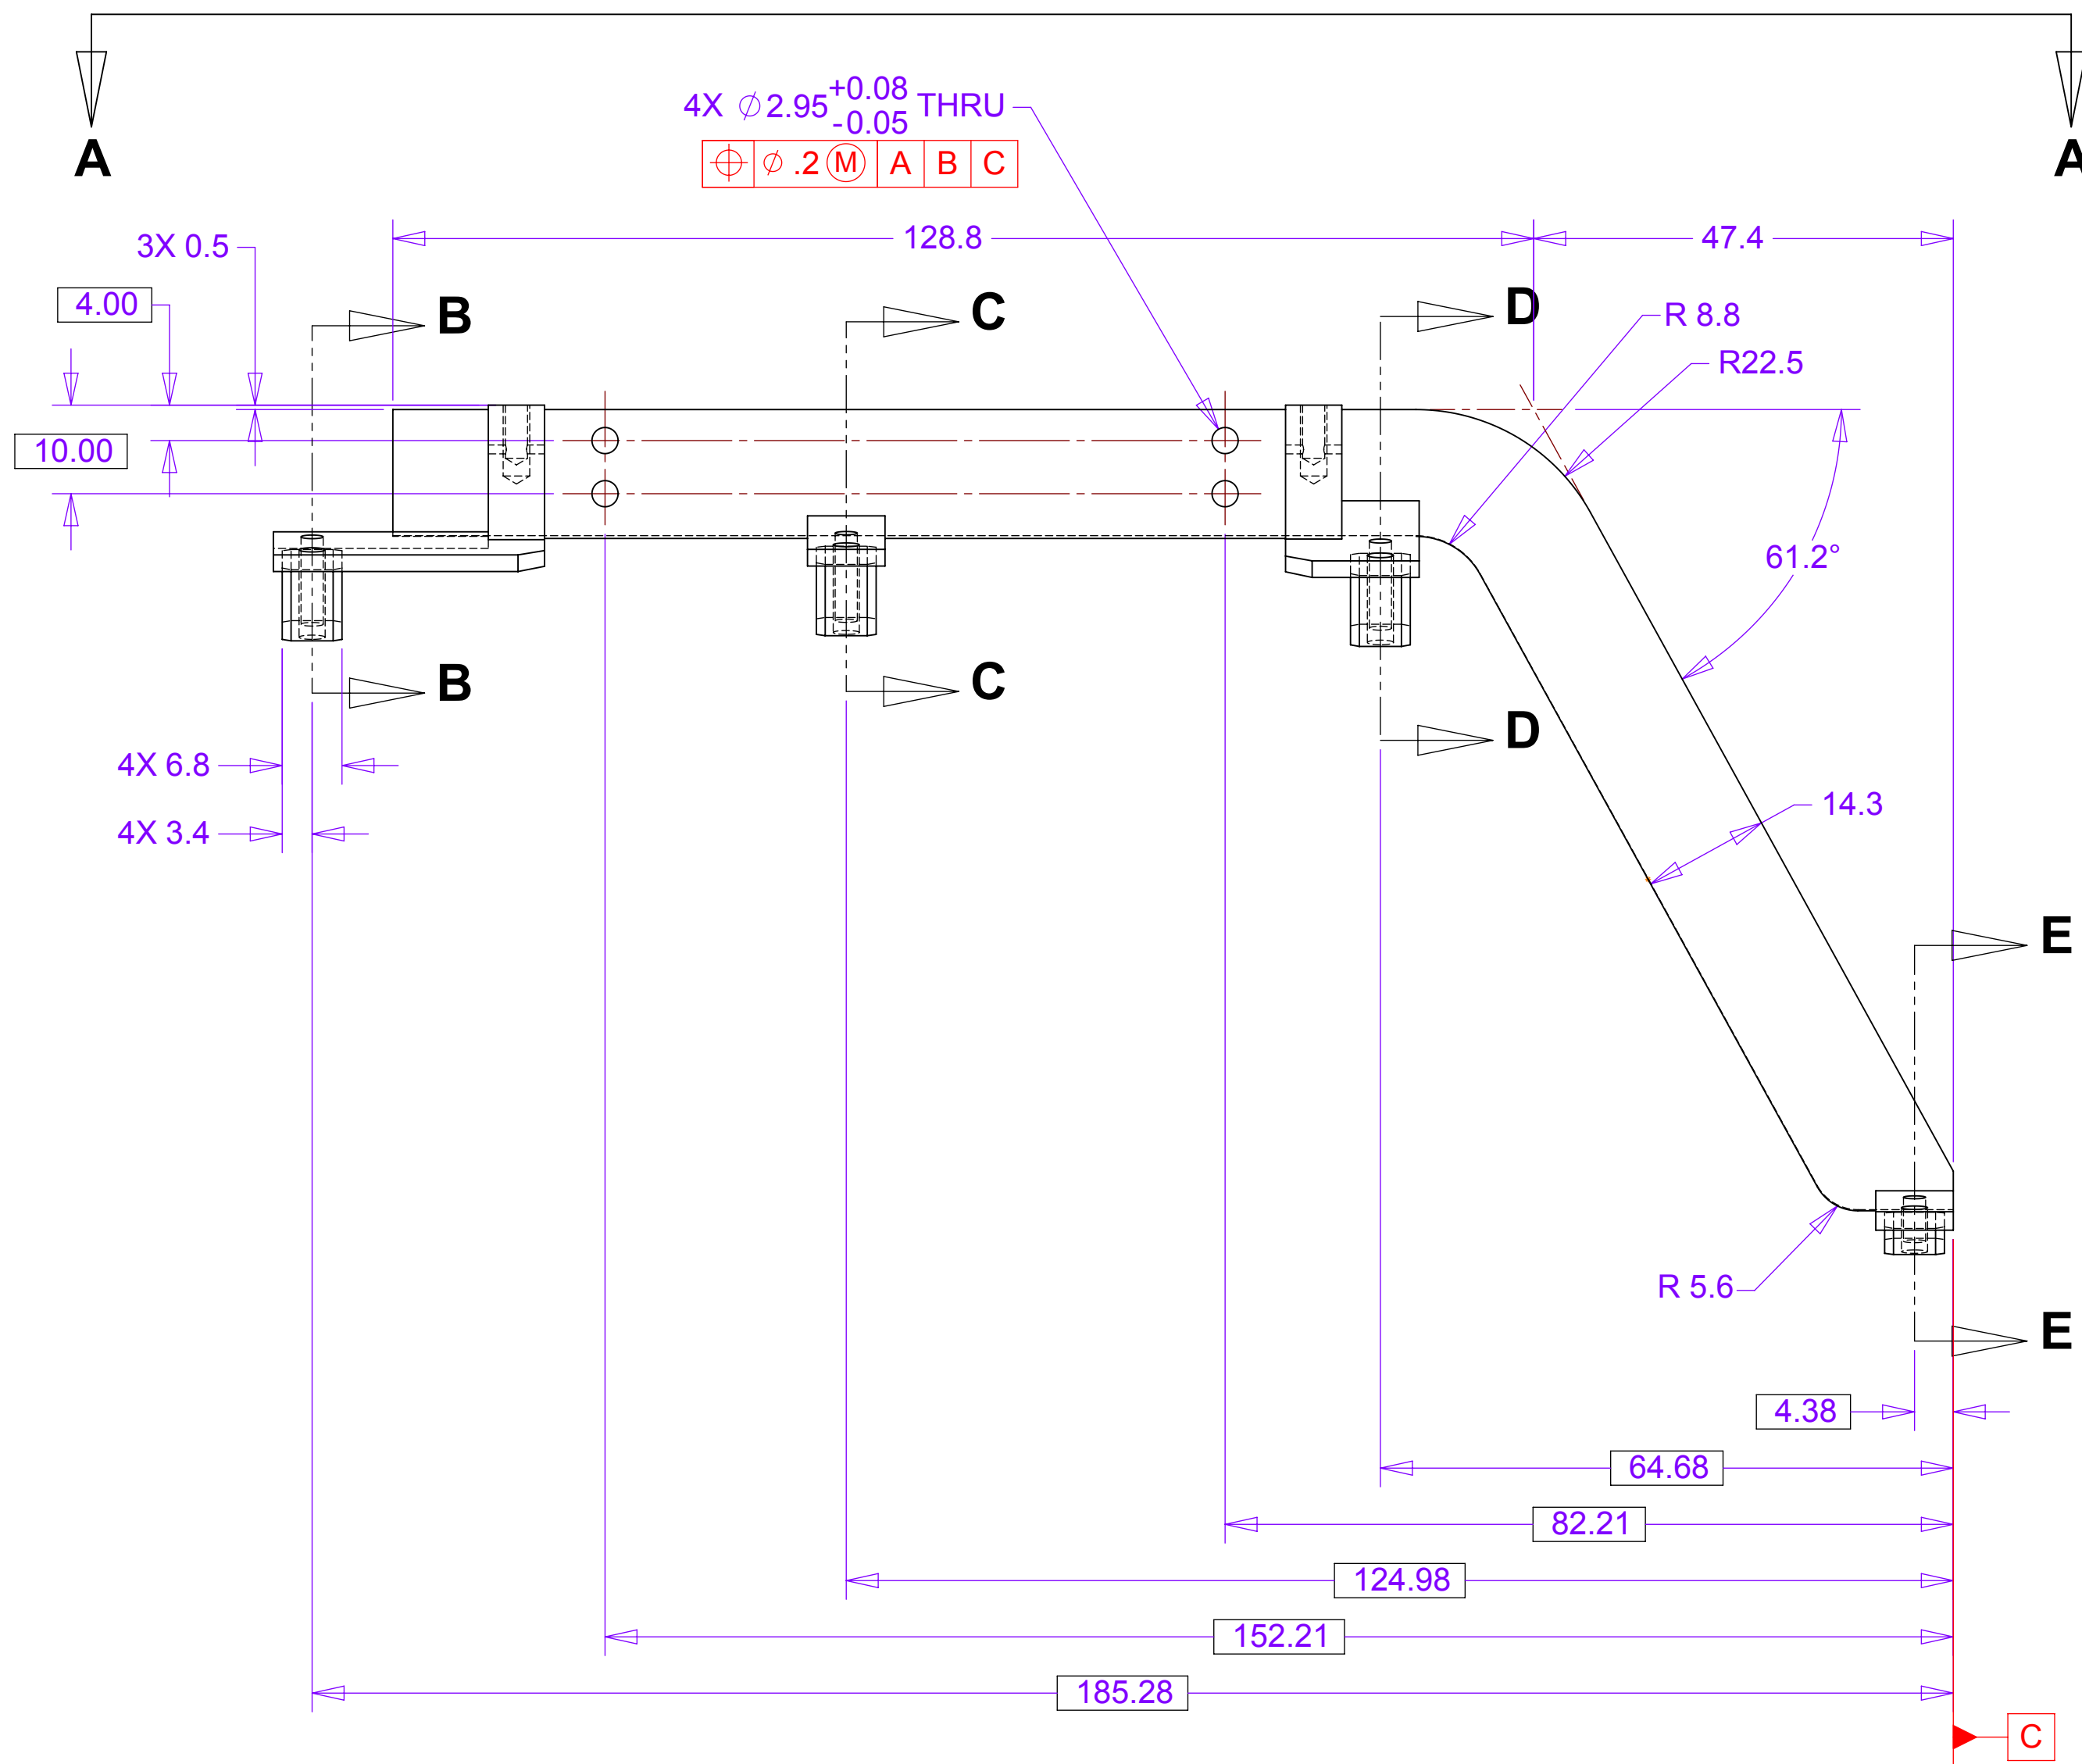 A A
4X ⌀2.95 +0.08 -0.05 THRU
⌖ ⌀ .2 Ⓜ A B C
128.8 47.4
3X 0.5
4.00
B C D
R 8.8
R22.5
10.00
61.2°
B C D
4X 6.8
14.3
4X 3.4
E
R 5.6
E
4.38
64.68
82.21
124.98
152.21
185.28
C